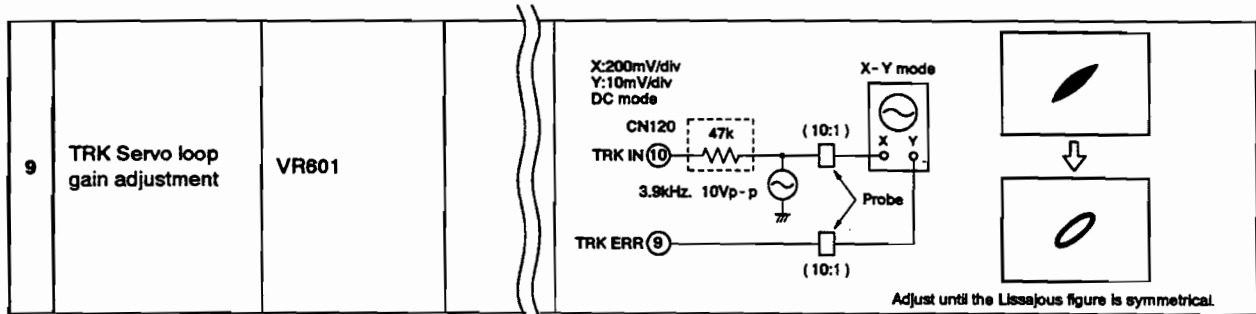 9
TRK Servo loop
gain adjustment
VR601
X:200mV/div
Y:10mV/div
DC mode
X-Y mode
CN120
47k
(10:1)
X Y
TRK IN 10
3.9kHz. 10Vp-p
Probe
TRK ERR 9
(10:1)
Adjust until the Lissajous figure is symmetrical.